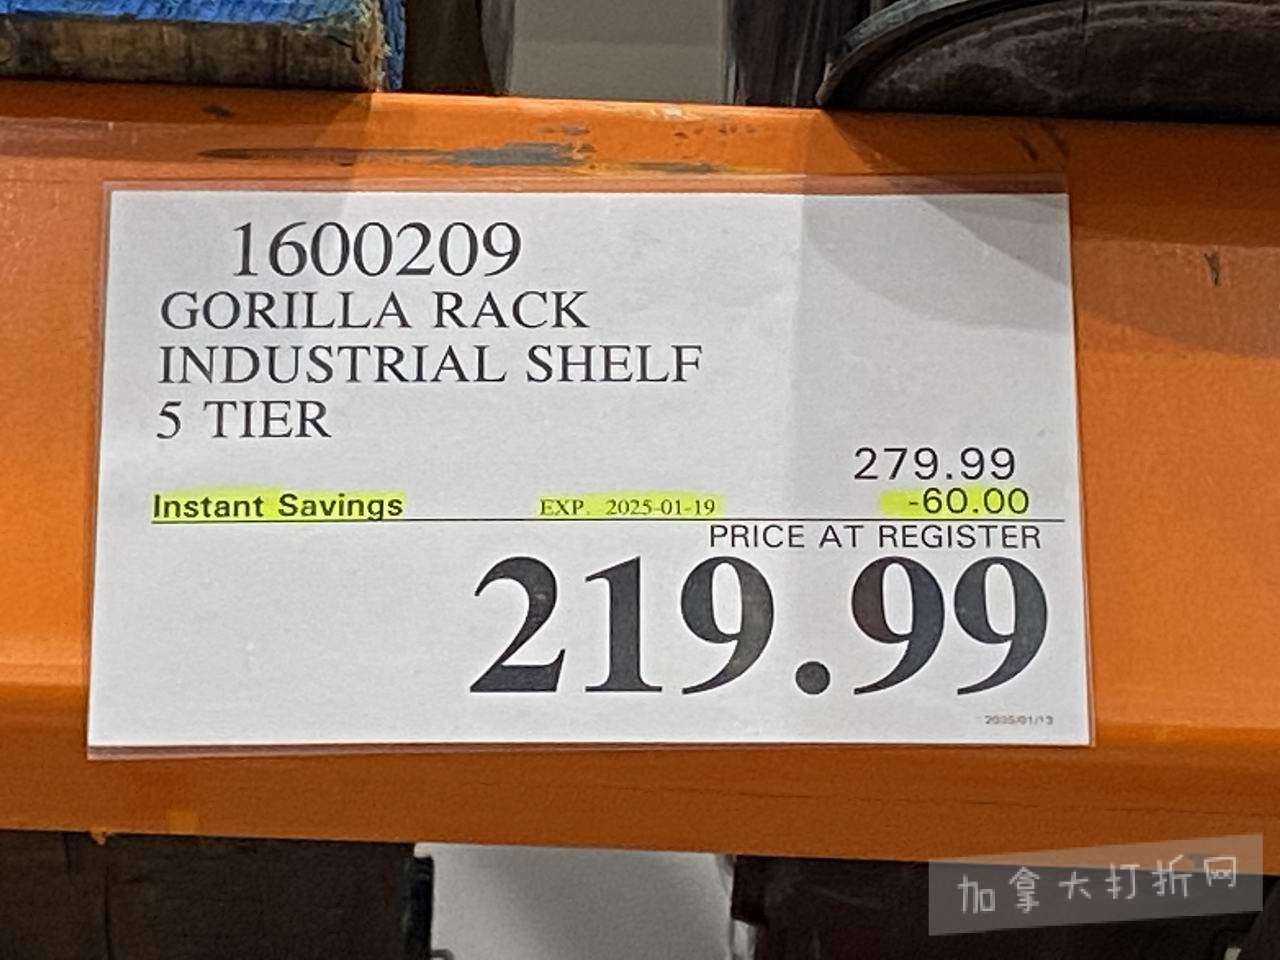 1600209
GORILLA RACK
INDUSTRIAL SHELF
5 TIER
279.99
Instant Savings EXP. 2025-01-19 -60.00
PRICE AT REGISTER
219.99
2025/01/13
加拿大打折网